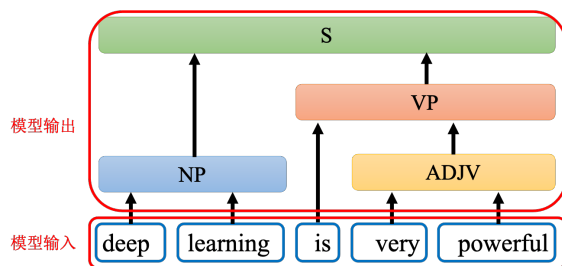 S
VP
模型输出
NP
ADJV
模型输入
deep learning is very powerful